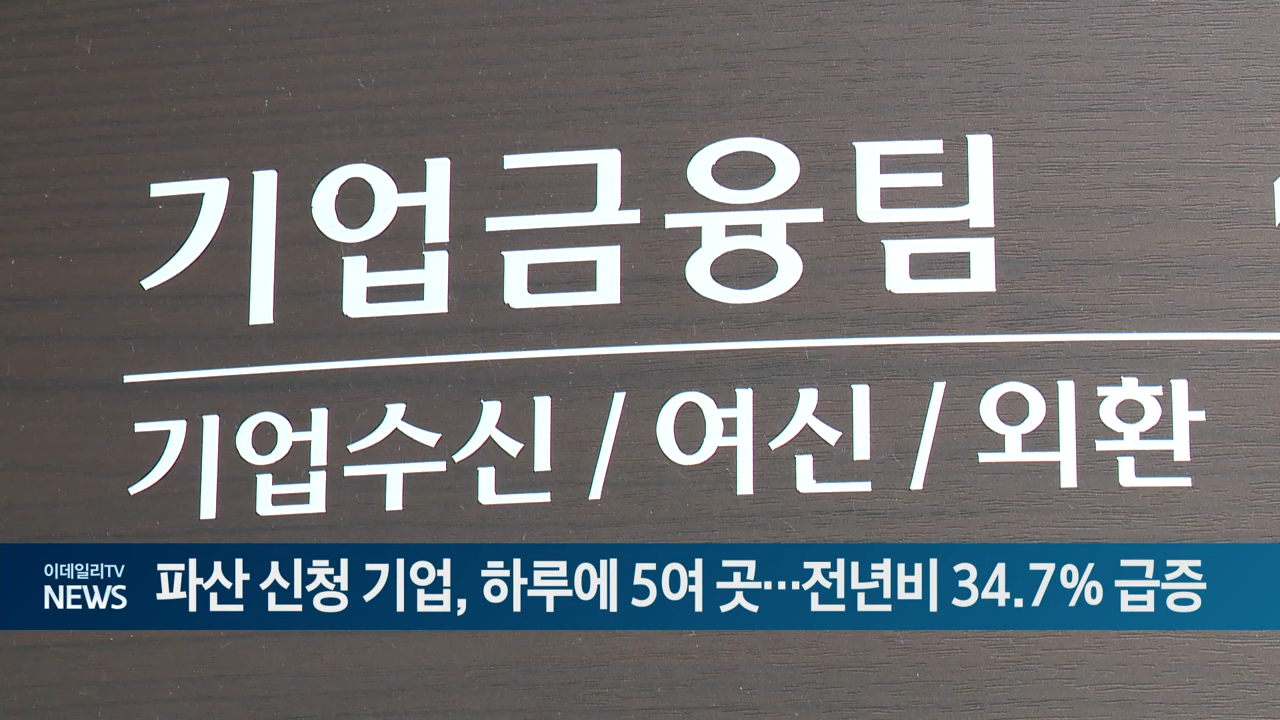 기업금융팀
기업수신 / 여신 / 외환
이데일리TV
NEWS
파산 신청 기업, 하루에 5여 곳…전년비 34.7% 급증